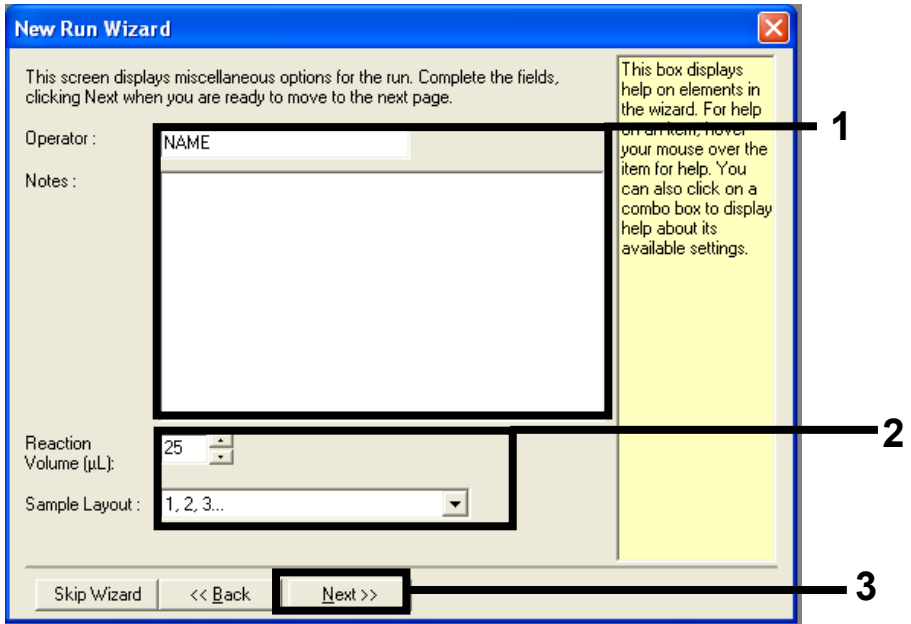 New Run Wizard
This screen displays miscellaneous options for the run. Complete the fields,
clicking Next when you are ready to move to the next page.
This box displays
help on elements in
the wizard. For help
on an item, hover
your mouse over the
item for help. You
can also click on a
combo box to display
help about its
available settings.
1
Operator :
NAME
Notes :
2
Reaction
Volume (µL):
25
Sample Layout :
1, 2, 3...
Skip Wizard
<< Back
Next >>
3